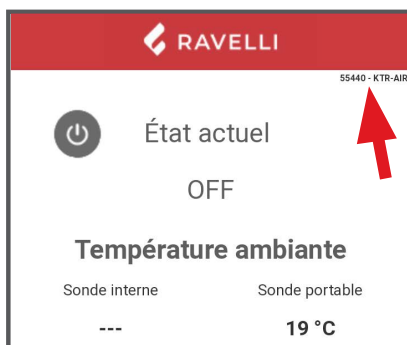 RAVELLI
55440 - KTR-AIR
État actuel
OFF
Température ambiante
Sonde interne Sonde portable
--- 19 °C